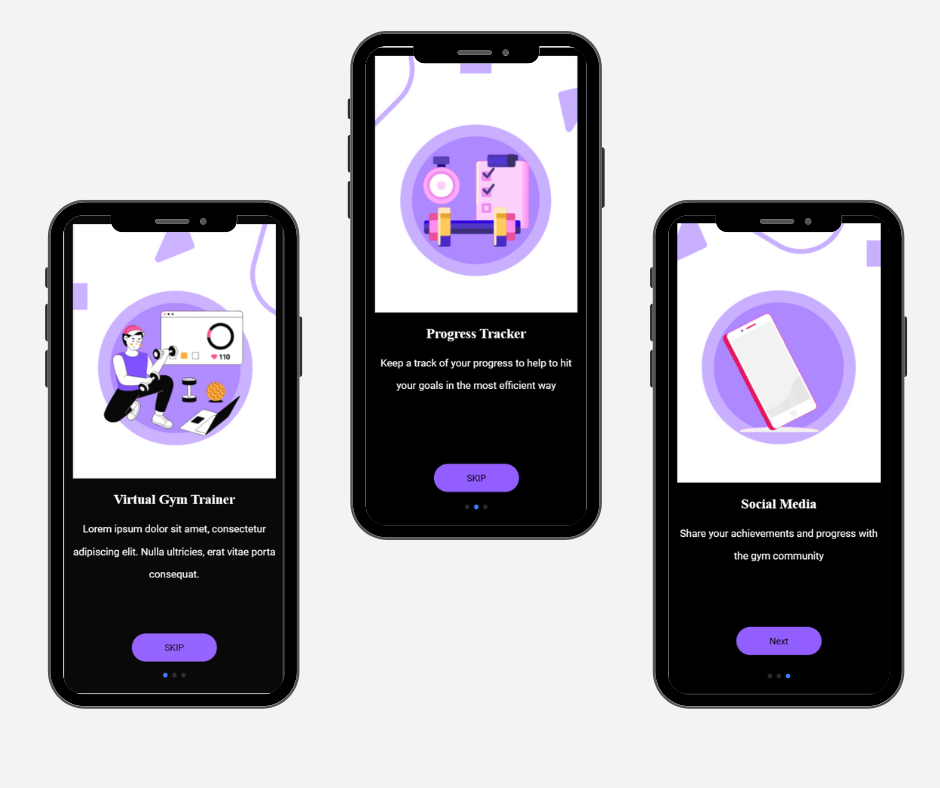 110
Virtual Gym Trainer
Lorem ipsum dolor sit amet, consectetur
adipiscing elit. Nulla ultricies, erat vitae porta
consequat.
SKIP
Progress Tracker
Keep a track of your progress to help to hit
your goals in the most efficient way
SKIP
Social Media
Share your achievements and progress with
the gym community
Next